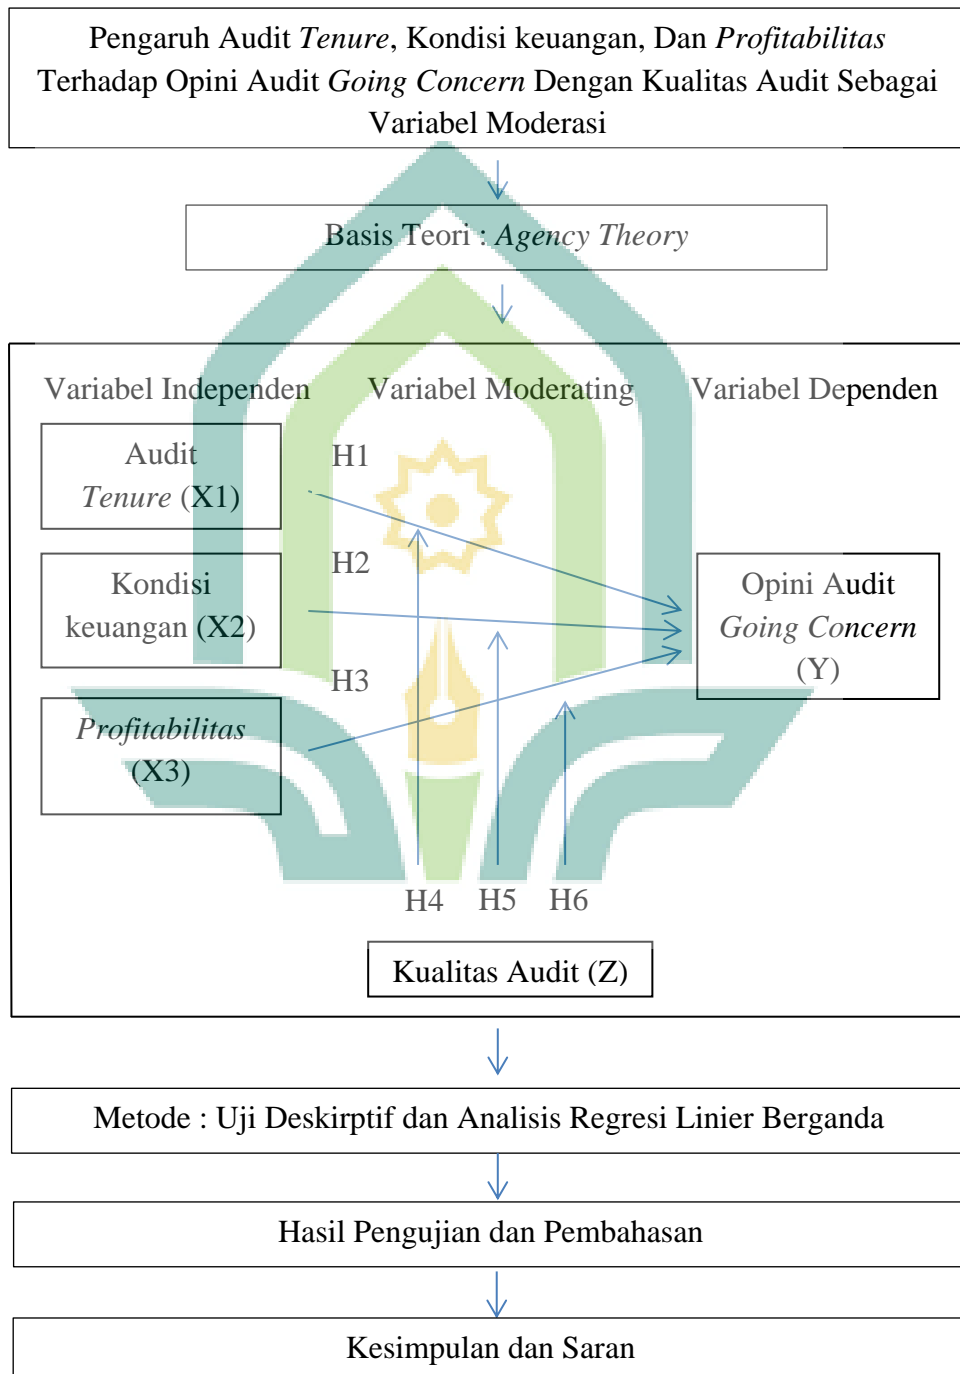 Pengaruh Audit Tenure, Kondisi keuangan, Dan Profitabilitas
Terhadap Opini Audit Going Concern Dengan Kualitas Audit Sebagai
Variabel Moderasi
Basis Teori : Agency Theory
Variabel Independen
Variabel Moderating
Variabel Dependen
Audit
Tenure (X1)
H1
Kondisi
keuangan (X2)
H2
Opini Audit
Going Concern
(Y)
H3
Profitabilitas
(X3)
H4
H5
H6
Kualitas Audit (Z)
Metode : Uji Deskirptif dan Analisis Regresi Linier Berganda
Hasil Pengujian dan Pembahasan
Kesimpulan dan Saran